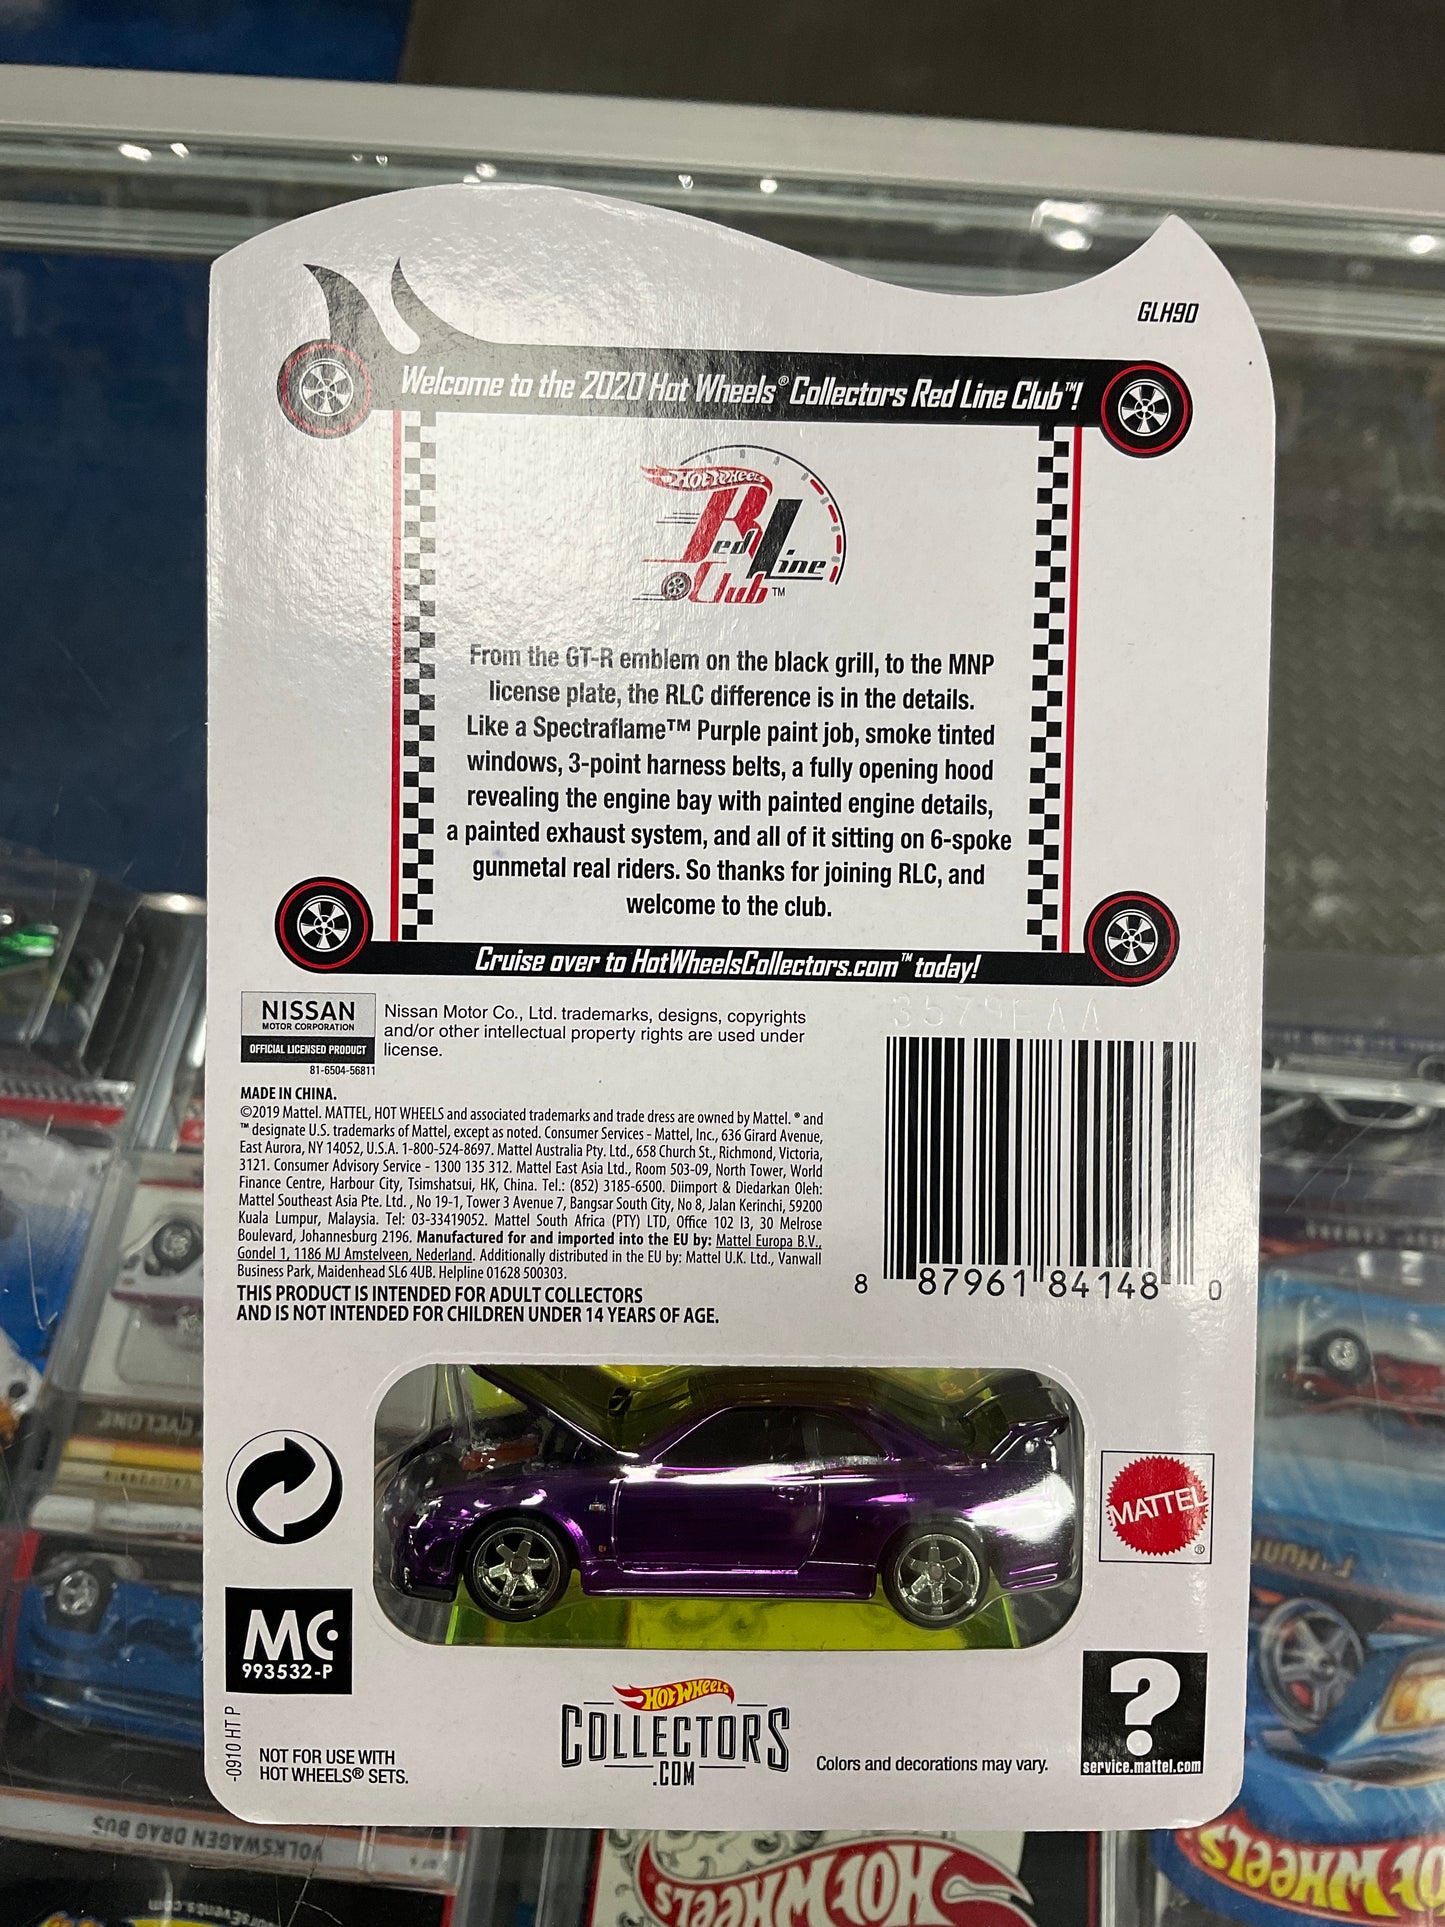 GLH90
Welcome to the 2020 Hot Wheels® Collectors Red Line Club™!
HOT WHEELS
Red Line
Club™
From the GT-R emblem on the black grill, to the MNP
license plate, the RLC difference is in the details.
Like a Spectraflame™ Purple paint job, smoke tinted
windows, 3-point harness belts, a fully opening hood
revealing the engine bay with painted engine details,
a painted exhaust system, and all of it sitting on 6-spoke
gunmetal real riders. So thanks for joining RLC, and
welcome to the club.
Cruise over to HotWheelsCollectors.com™ today!
NISSAN
MOTOR CORPORATION
OFFICIAL LICENSED PRODUCT
81-6504-56811
Nissan Motor Co., Ltd. trademarks, designs, copyrights
and/or other intellectual property rights are used under
license.
MADE IN CHINA.
©2019 Mattel. MATTEL, HOT WHEELS and associated trademarks and trade dress are owned by Mattel. ® and
™ designate U.S. trademarks of Mattel, except as noted. Consumer Services - Mattel, Inc., 636 Girard Avenue,
East Aurora, NY 14052, U.S.A. 1-800-524-8697. Mattel Australia Pty. Ltd., 658 Church St., Richmond, Victoria,
3121. Consumer Advisory Service - 1300 135 312. Mattel East Asia Ltd., Room 503-09, North Tower, World
Finance Centre, Harbour City, Tsimshatsui, HK, China. Tel.: (852) 3185-6500. Diimport & Diedarkan Oleh:
Mattel Southeast Asia Pte. Ltd. , No 19-1, Tower 3 Avenue 7, Bangsar South City, No 8, Jalan Kerinchi, 59200
Kuala Lumpur, Malaysia. Tel: 03-33419052. Mattel South Africa (PTY) LTD, Office 102 I3, 30 Melrose
Boulevard, Johannesburg 2196. Manufactured for and imported into the EU by: Mattel Europa B.V.,
Gondel 1, 1186 MJ Amstelveen, Nederland. Additionally distributed in the EU by: Mattel U.K. Ltd., Vanwall
Business Park, Maidenhead SL6 4UB. Helpline 01628 500303.
THIS PRODUCT IS INTENDED FOR ADULT COLLECTORS
AND IS NOT INTENDED FOR CHILDREN UNDER 14 YEARS OF AGE.
8 87961 84148 0
MATTEL®
MC
993532-P
-0910 HT P
NOT FOR USE WITH
HOT WHEELS® SETS.
HOT WHEELS
COLLECTORS
.COM
Colors and decorations may vary.
?
service.mattel.com
CYCLONE
VOLKSWAGEN DRAG BUS
HOT WHEELS
HOT WHEELS